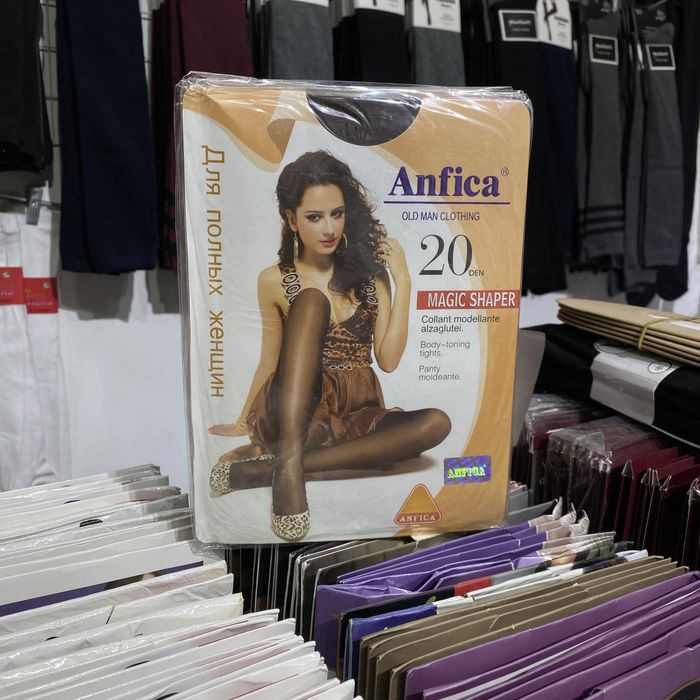 Для полных женщин
Anfica®
OLD MAN CLOTHING
20 DEN
MAGIC SHAPER
Collant modellante
alzaglutei.
Body-toning
tights.
Panty
moldeante.
ANFICA
ANFICA